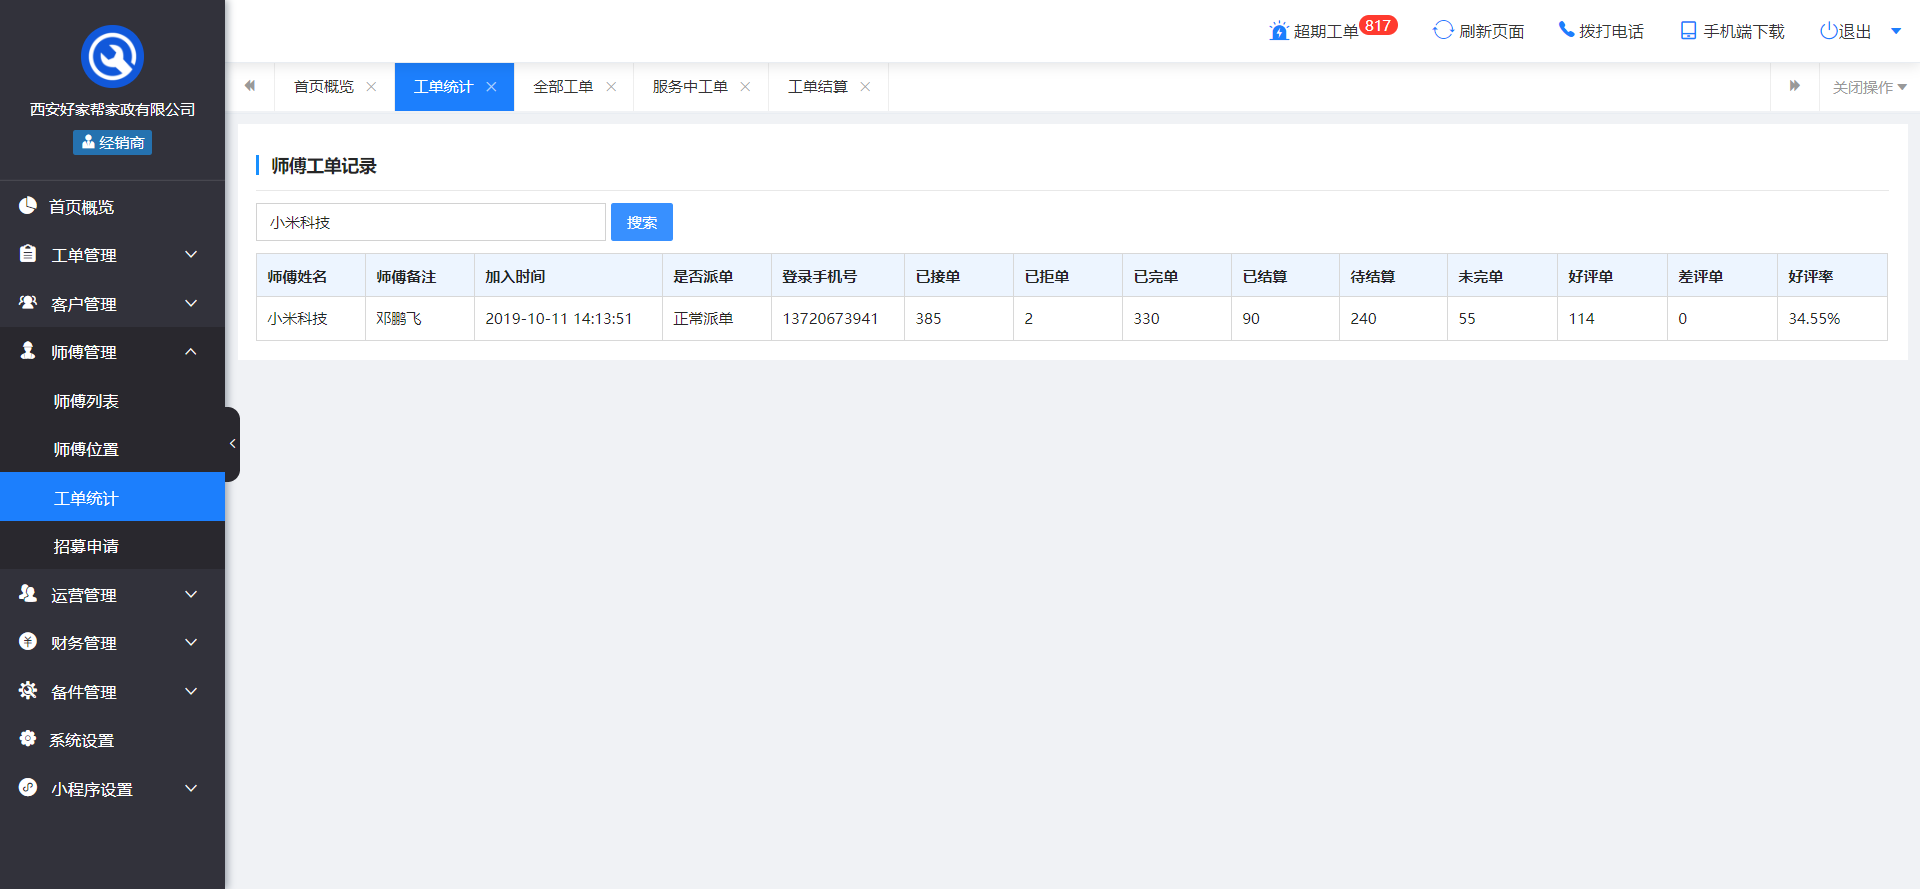 西安好家帮家政有限公司
经销商
首页概览
工单管理
客户管理
师傅管理
师傅列表
师傅位置
工单统计
招募申请
运营管理
财务管理
备件管理
系统设置
小程序设置
超期工单 817 刷新页面 拨打电话 手机端下载 退出
首页概览 工单统计 全部工单 服务中工单 工单结算 关闭操作
师傅工单记录
小米科技 搜索
师傅姓名 师傅备注 加入时间 是否派单 登录手机号 已接单 已拒单 已完单 已结算 待结算 未完单 好评单 差评单 好评率
小米科技 邓鹏飞 2019-10-11 14:13:51 正常派单 13720673941 385 2 330 90 240 55 114 0 34.55%